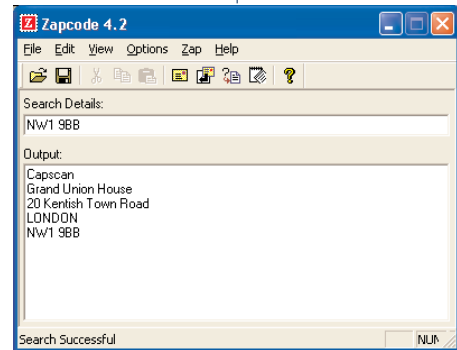 Z Zapcode 4.2
File Edit View Options Zap Help
Search Details:
NW1 9BB
Output:
Capscan
Grand Union House
20 Kentish Town Road
LONDON
NW1 9BB
Search Successful NUM